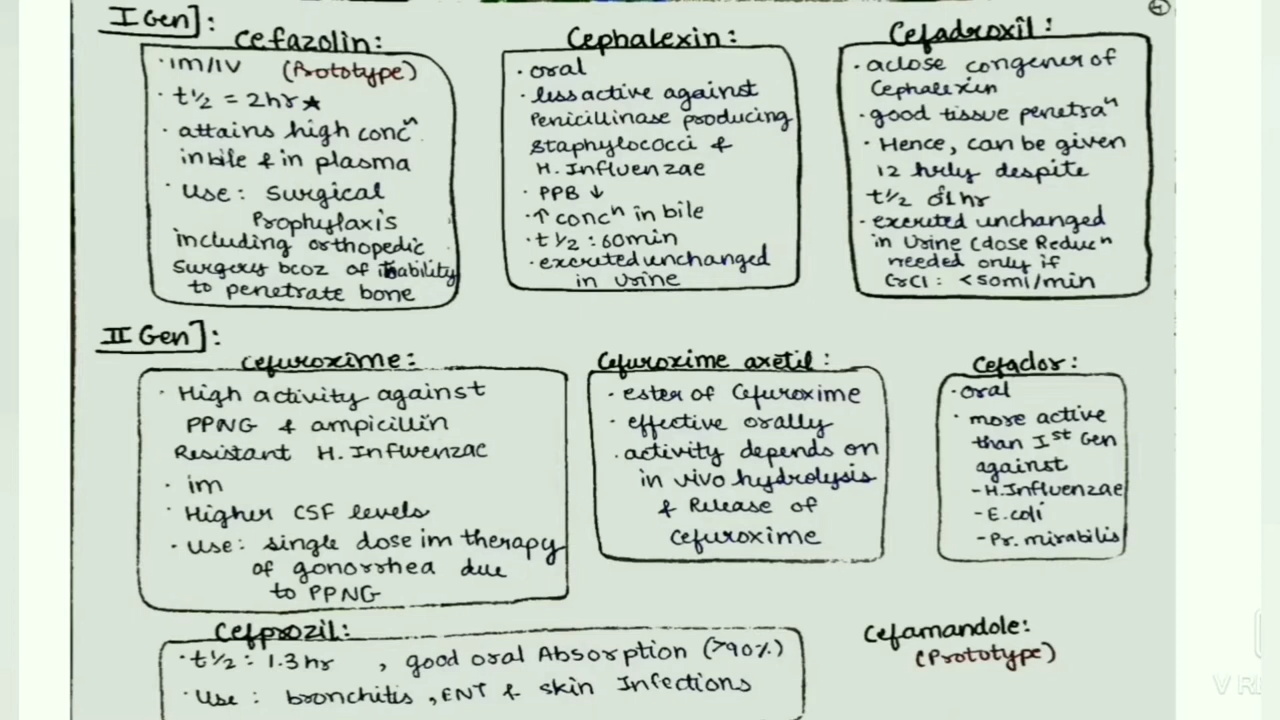 I Gen]:
Cefazolin:
· im/IV (Prototype)
· t½ = 2hr★
· attains high concⁿ
in bile & in plasma
· Use: Surgical
Prophylaxis
including orthopedic
surgery bcoz of ability
to penetrate bone
Cephalexin:
· oral
· less active against
Penicillinase producing
Staphylococci &
H. Influenzae
· PPB ↓
· ↑ concⁿ in bile
· t½ : 60min
· excreted unchanged
in Urine
Cefadroxil:
· a close congener of
Cephalexin
· good tissue penetraⁿ
· Hence, can be given
12 hrly despite
t½ of 1hr
· excreted unchanged
in Urine (dose Reducⁿ
needed only if
CrCl: <50ml/min
II Gen]:
Cefuroxime:
· High activity against
PPNG & ampicillin
Resistant H. Influenzae
· im
· Higher CSF levels
· Use: single dose im therapy
of gonorrhea due
to PPNG
Cefuroxime axetil:
· ester of Cefuroxime
· effective orally
· activity depends on
in vivo hydrolysis
& Release of
Cefuroxime
Cefaclor:
· oral
· more active
than Iˢᵗ Gen
against
- H. Influenzae
- E. coli
- Pr. mirabilis
Cefprozil:
· t½ : 1.3hr , good oral Absorption (>90%)
· Use : bronchitis, ENT & skin Infections
Cefamandole:
(Prototype)